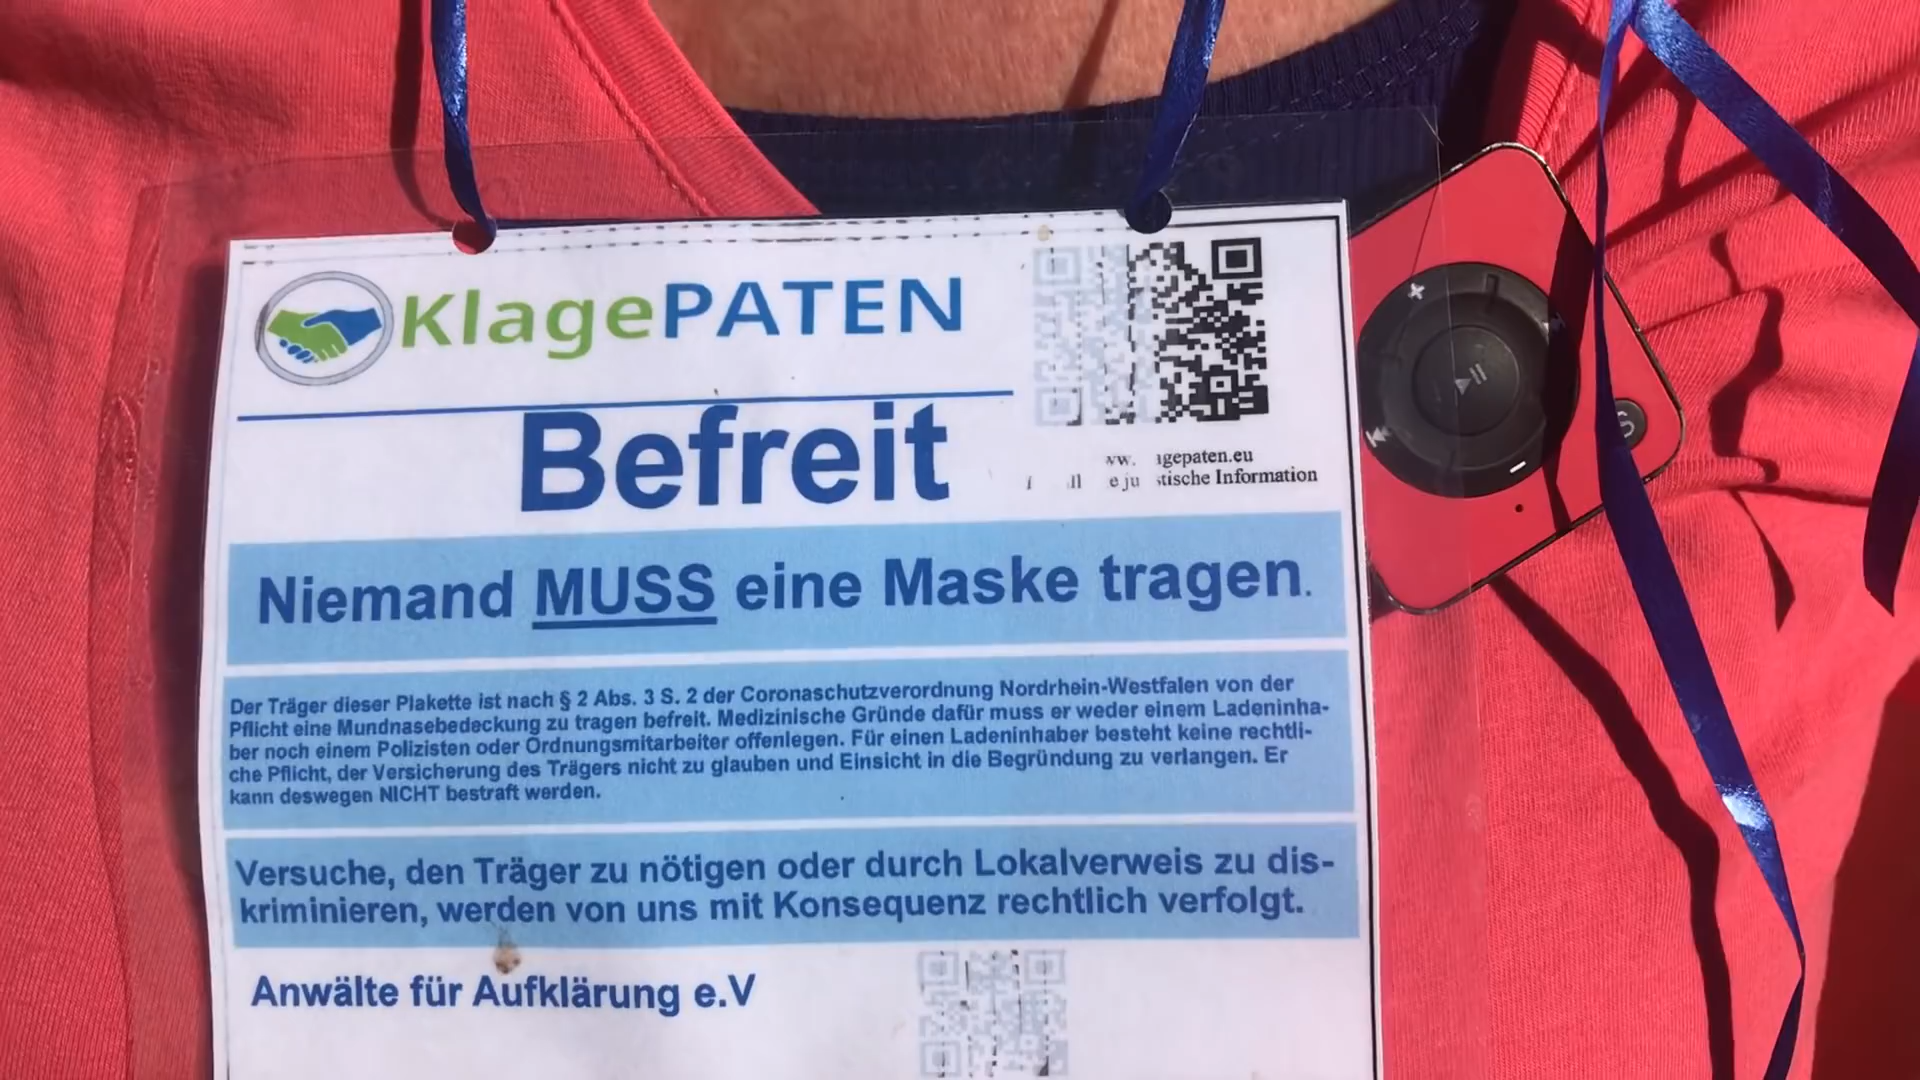 KlagePATEN
Befreit
agepaten.eu
Information
Niemand MUSS eine Maske tragen.
Der Träger dieser Plakette ist nach § 2 Abs. 3 S. 2 der Coronaschutzverordnung Nordrhein-Westfalen von der
Pflicht eine Mundnasebedeckung zu tragen befreit. Medizinische Gründe dafür muss er weder einem Ladeninha-
ber noch einem Polizisten oder Ordnungsmitarbeiter offenlegen. Für einen Ladeninhaber besteht keine rechtli-
che Pflicht, der Versicherung des Trägers nicht zu glauben und Einsicht in die Begründung zu verlangen. Er
kann deswegen NICHT bestraft werden.
Versuche, den Träger zu nötigen oder durch Lokalverweis zu dis-
kriminieren, werden von uns mit Konsequenz rechtlich verfolgt.
Anwälte für Aufklärung e.V